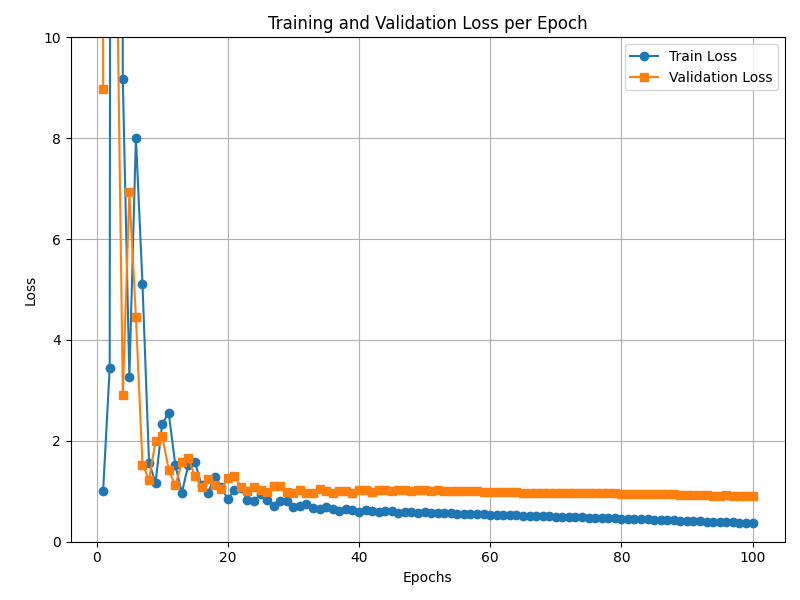 Training and Validation Loss per Epoch
Train Loss
Validation Loss
Loss
10
8
6
4
2
0
0 20 40 60 80 100
Epochs